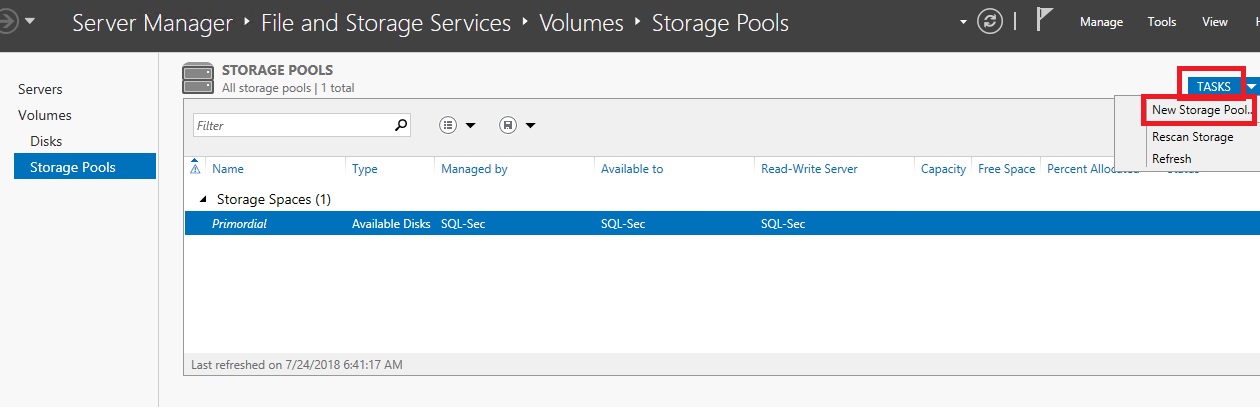 Server Manager ‣ File and Storage Services ‣ Volumes ‣ Storage Pools
Manage Tools View H
Servers
Volumes
Disks
Storage Pools
STORAGE POOLS
All storage pools | 1 total
TASKS
New Storage Pool...
Rescan Storage
Refresh
Filter
Name Type Managed by Available to Read-Write Server Capacity Free Space Percent Allocated Status
Storage Spaces (1)
Primordial Available Disks SQL-Sec SQL-Sec SQL-Sec
Last refreshed on 7/24/2018 6:41:17 AM